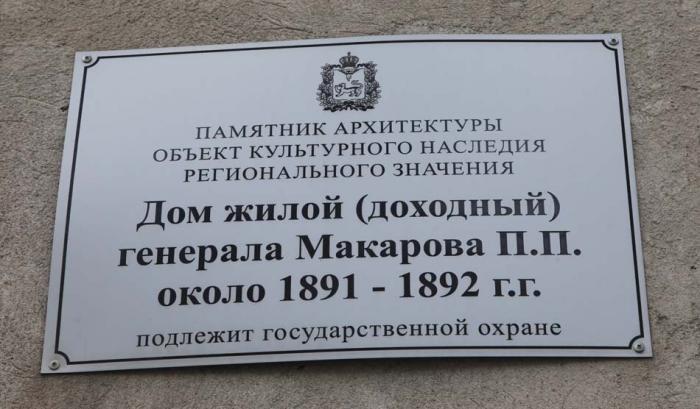 ПАМЯТНИК АРХИТЕКТУРЫ
ОБЪЕКТ КУЛЬТУРНОГО НАСЛЕДИЯ
РЕГИОНАЛЬНОГО ЗНАЧЕНИЯ
Дом жилой (доходный)
генерала Макарова П.П.
около 1891 - 1892 г.г.
подлежит государственной охране